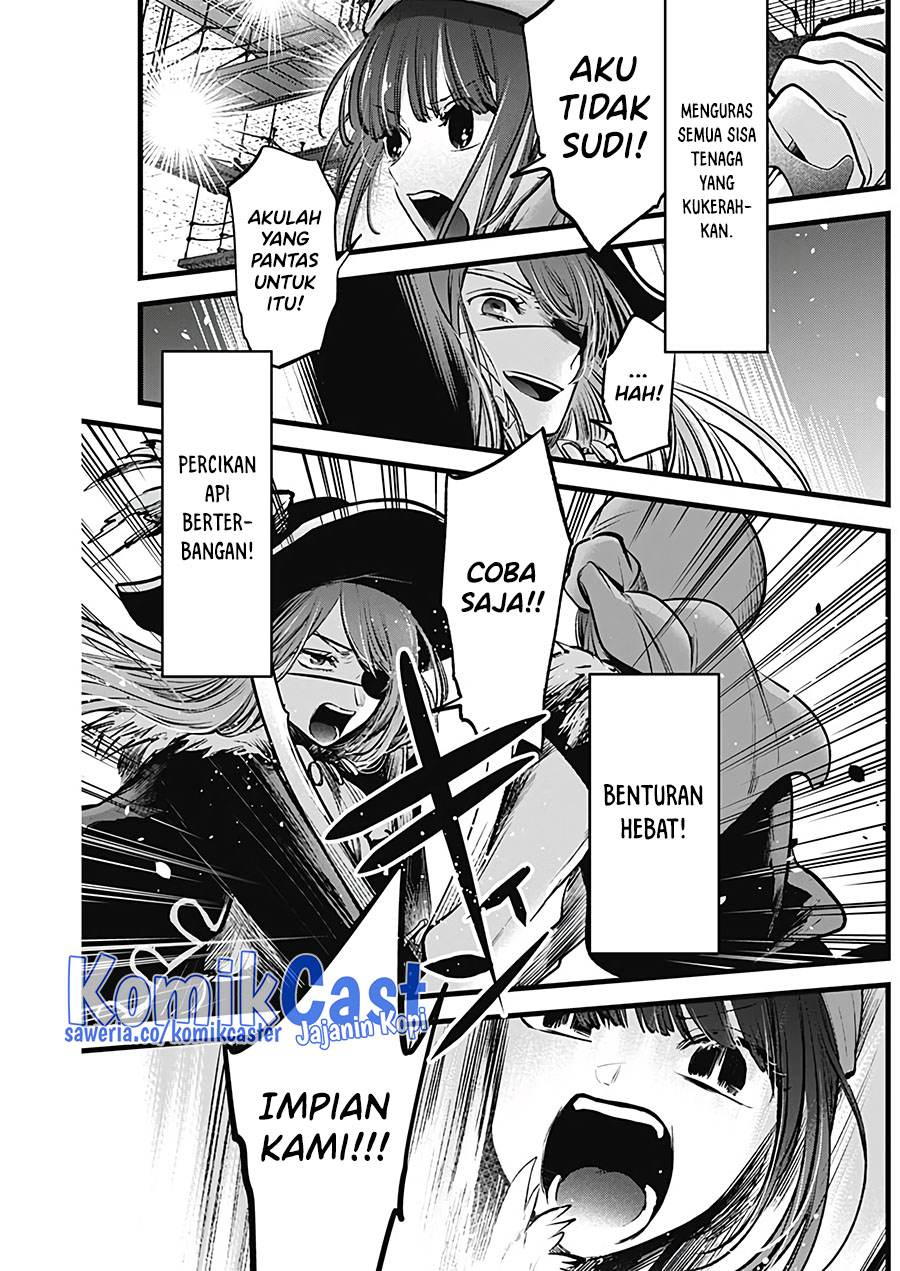 MENGURAS
SEMUA SISA
TENAGA
YANG
KUKERAH-
KAN.
AKU
TIDAK
SUDI!
AKULAH
YANG
PANTAS
UNTUK
ITU!
...
HAH!
PERCIKAN
API
BERTER-
BANGAN!
COBA
SAJA!!
BENTURAN
HEBAT!
KomikCast
saweria.co/komikcaster
Jajanin Kopi
IMPIAN
KAMI!!!